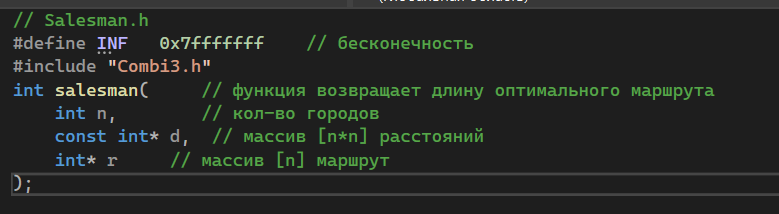 // Salesman.h
#define INF   0x7fffffff    // бесконечность
#include "Combi3.h"
int salesman(     // функция возвращает длину оптимального маршрута
    int n,        // кол-во городов
    const int* d,  // массив [n*n] расстояний
    int* r     // массив [n] маршрут
);